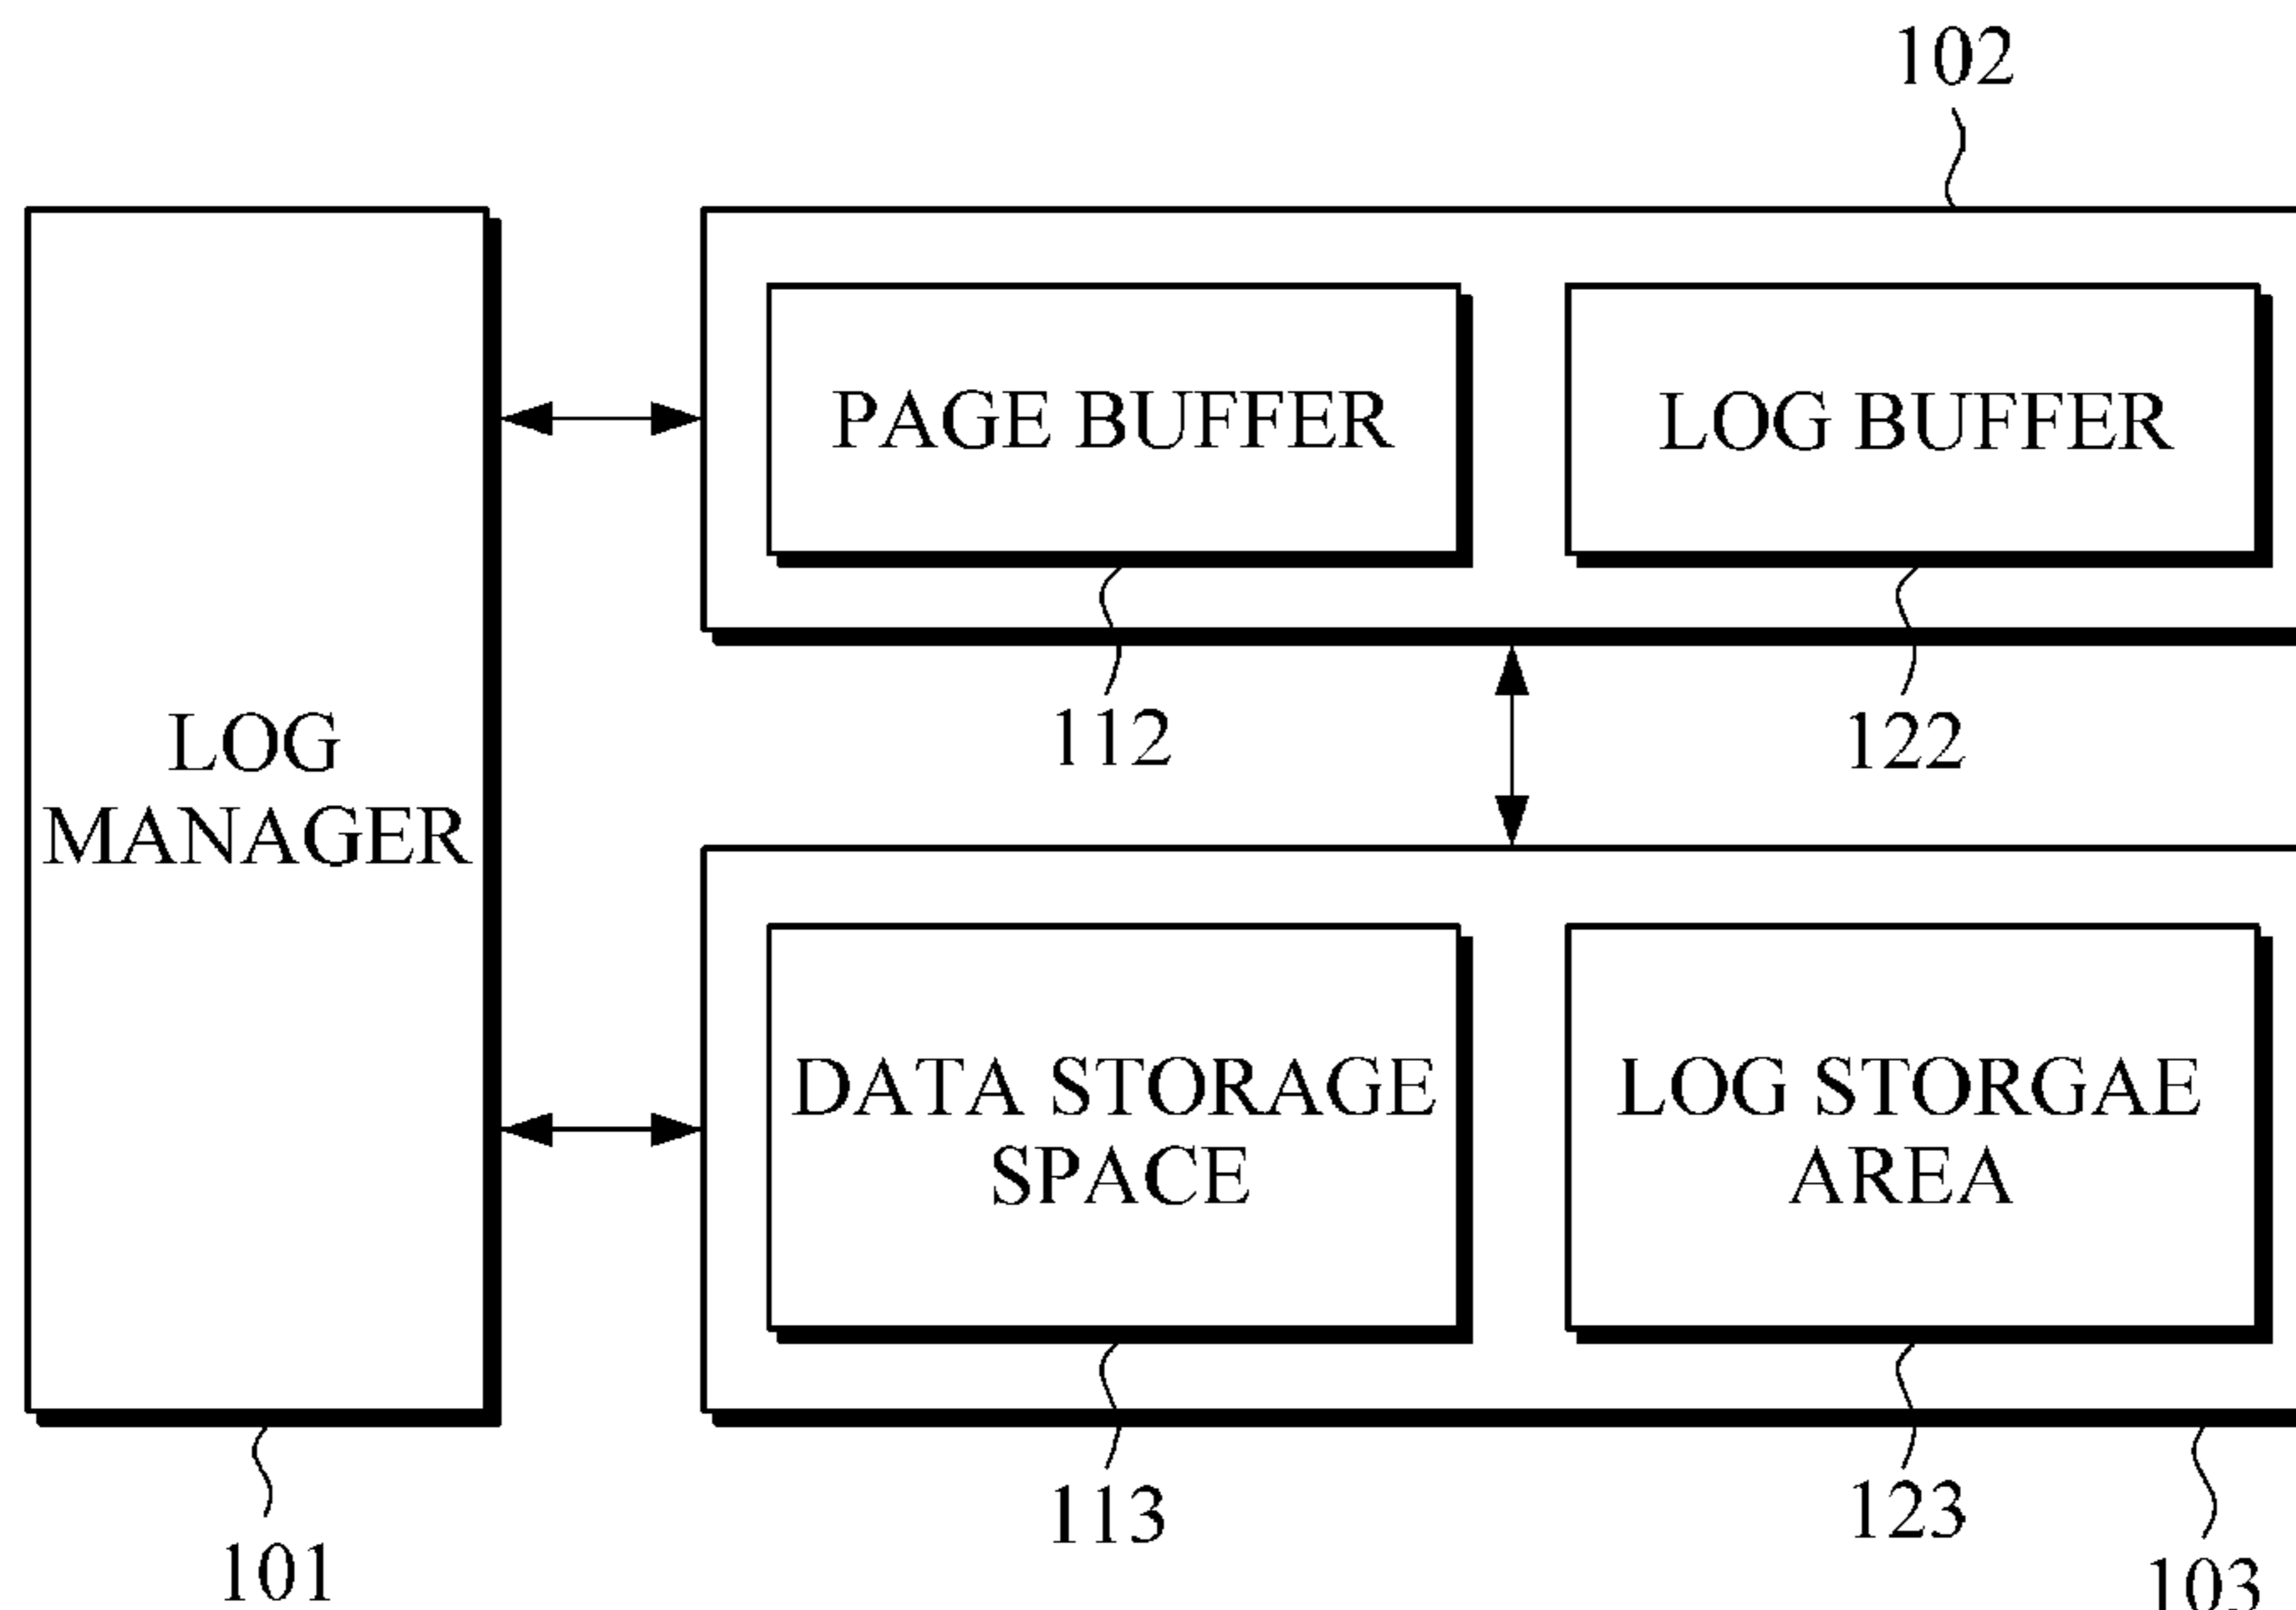 102
PAGE BUFFER
LOG BUFFER
112
122
LOG
MANAGER
DATA STORAGE
SPACE
LOG STORGAE
AREA
113
123
101
103